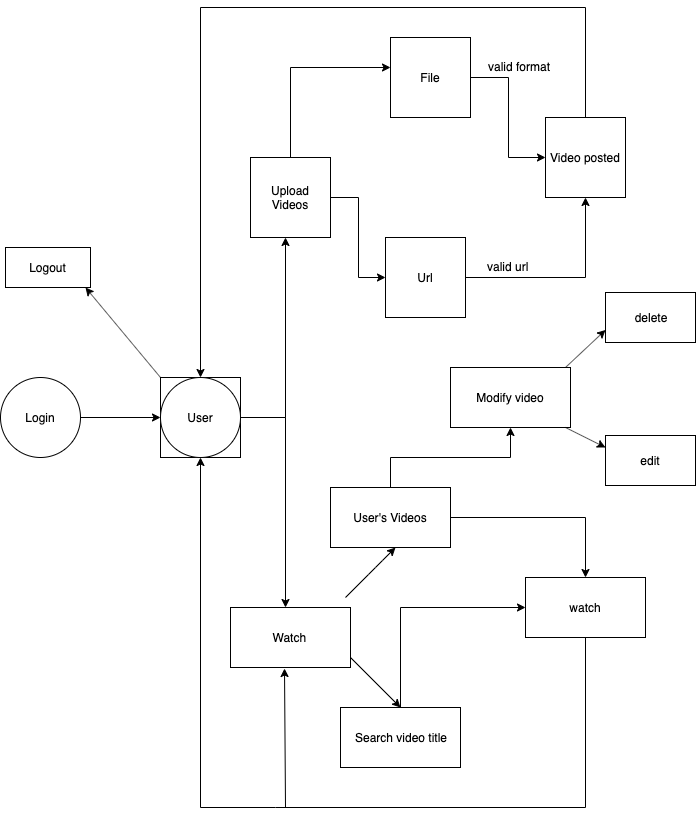 valid format
File
Video posted
Upload
Videos
valid url
Url
Logout
delete
Modify video
Login
User
edit
User's Videos
watch
Watch
Search video title